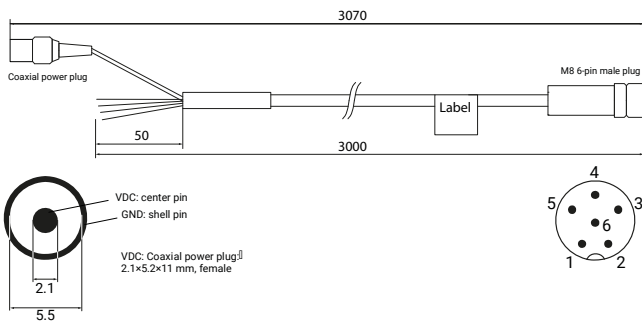 3070
Coaxial power plug
M8 6-pin male plug
Label
50
3000
VDC: center pin
GND: shell pin
VDC: Coaxial power plug:▯
2.1×5.2×11 mm, female
2.1
5.5
4
5
3
6
1
2